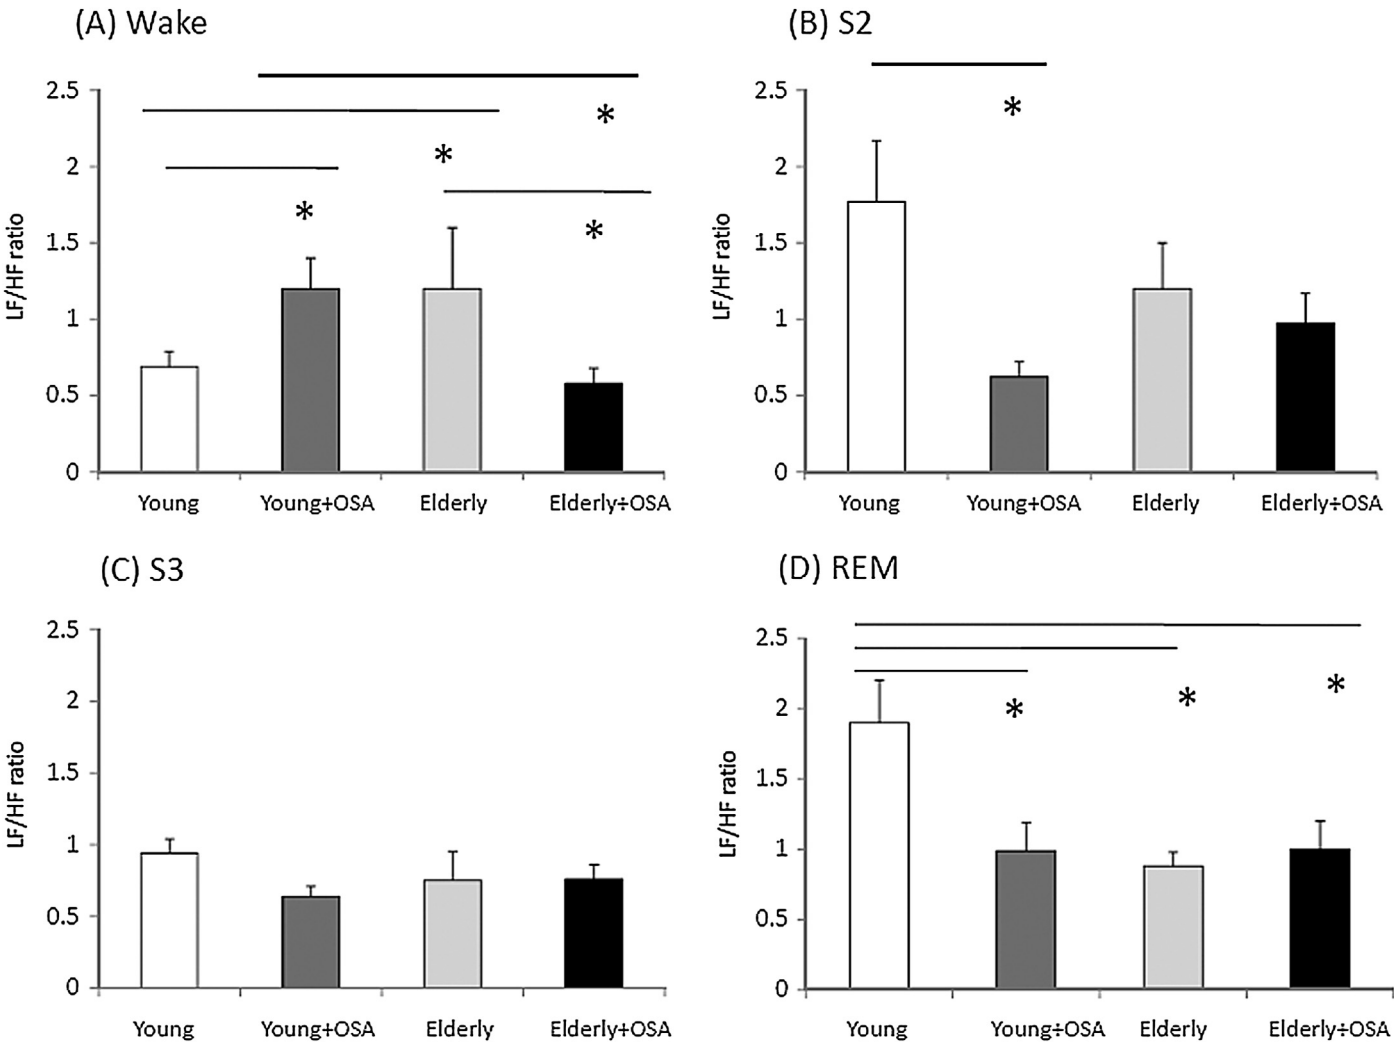 (A) Wake
2.5
2
1.5
1
0.5
0
LF/HF ratio
*
*
*
*
Young Young+OSA Elderly Elderly÷OSA
(B) S2
2.5
2
1.5
1
0.5
0
LF/HF ratio
*
Young Young+OSA Elderly Elderly÷OSA
(C) S3
2.5
2
1.5
1
0.5
0
LF/HF ratio
Young Young+OSA Elderly Elderly+OSA
(D) REM
2.5
2
1.5
1
0.5
0
LF/HF ratio
*
*
*
Young Young÷OSA Elderly Elderly÷OSA